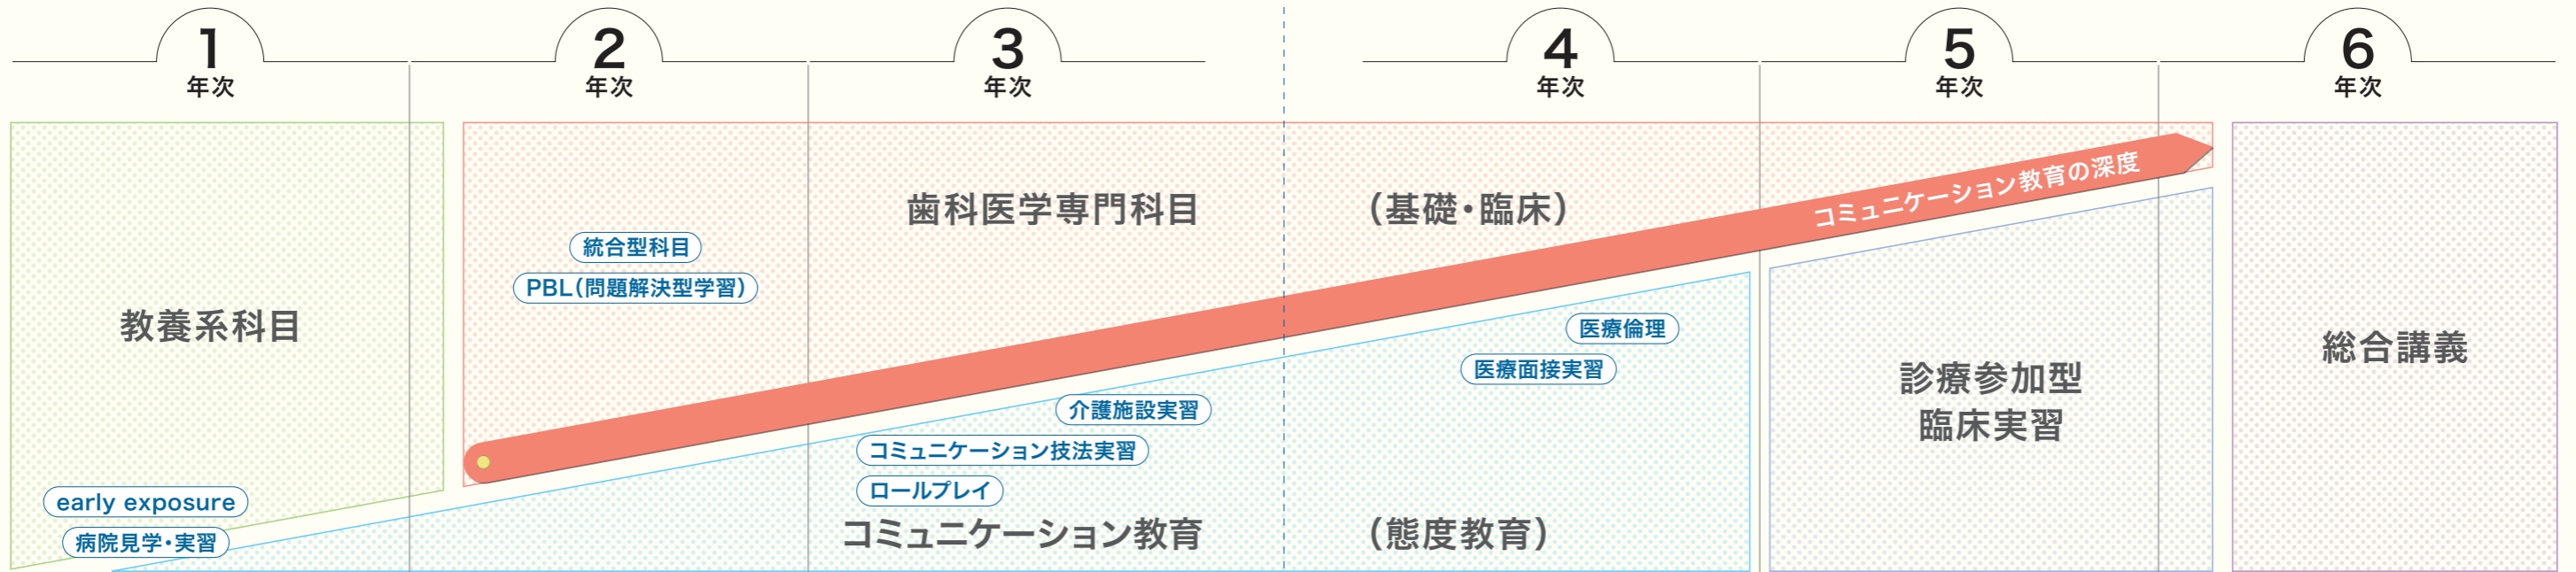 1
年次
2
年次
3
年次
4
年次
5
年次
6
年次
教養系科目
early exposure
病院見学・実習
歯科医学専門科目
（基礎・臨床）
統合型科目
PBL（問題解決型学習）
コミュニケーション教育の深度
医療倫理
医療面接実習
介護施設実習
コミュニケーション技法実習
ロールプレイ
コミュニケーション教育
（態度教育）
診療参加型
臨床実習
総合講義